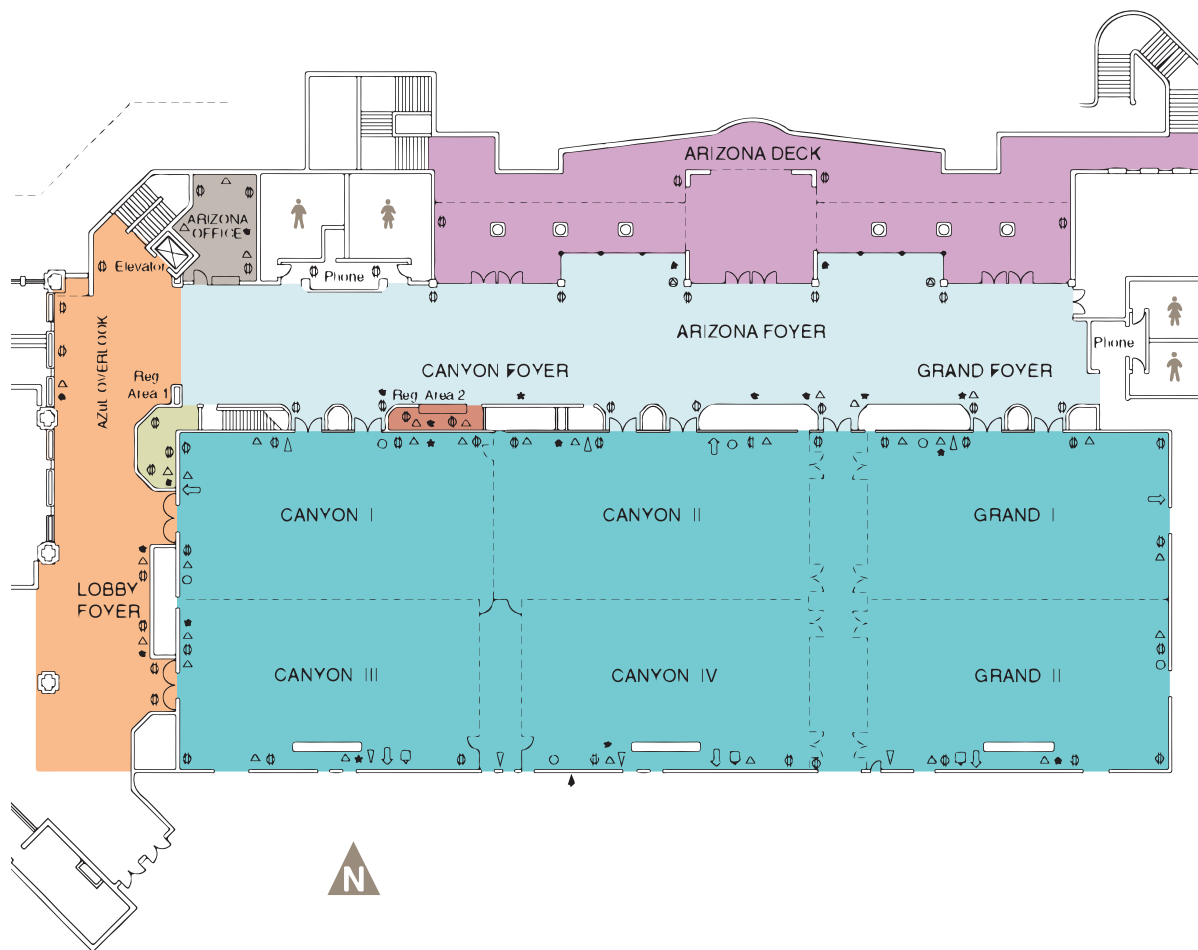 ARIZONA DECK
ARIZONA
OFFICE
Elevator
Phone
AZUL OVERLOOK
ARIZONA FOYER
Phone
CANYON FOYER
GRAND FOYER
Reg
Area 1
Reg Area 2
CANYON I
CANYON II
GRAND I
LOBBY
FOYER
CANYON III
CANYON IV
GRAND II
N